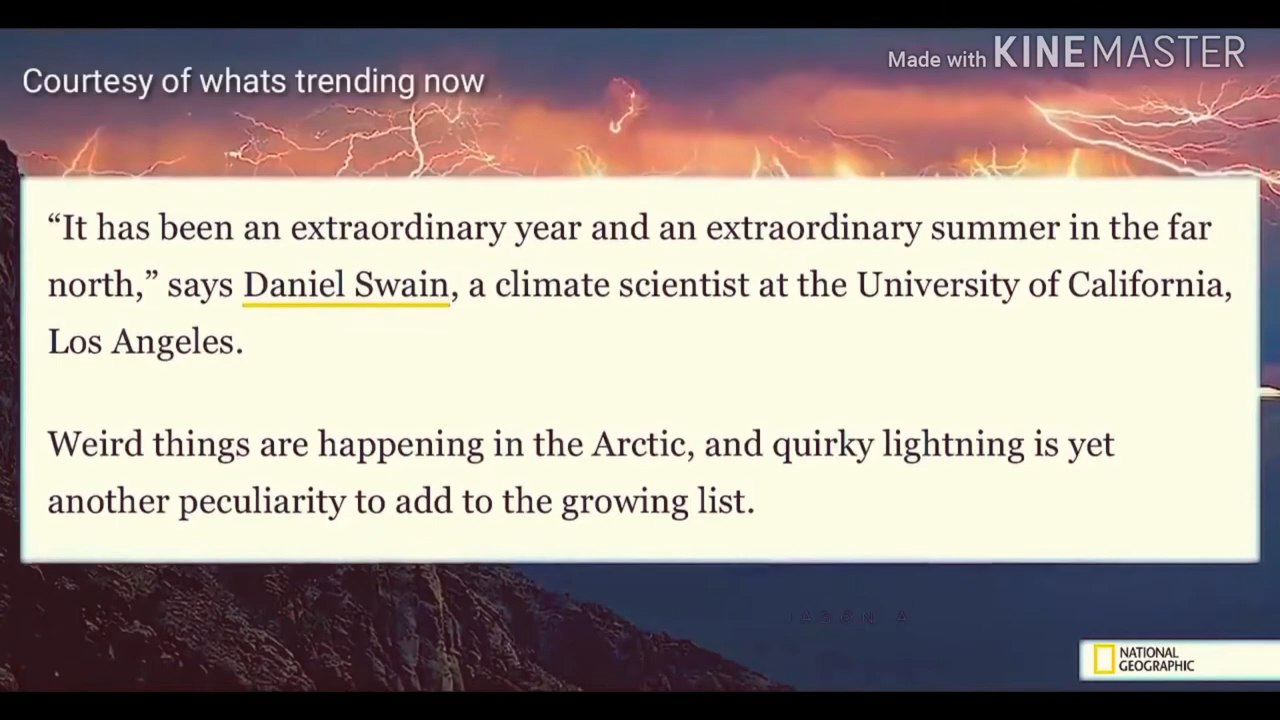 Made with KINEMASTER
Courtesy of whats trending now
“It has been an extraordinary year and an extraordinary summer in the far
north,” says Daniel Swain, a climate scientist at the University of California,
Los Angeles.
Weird things are happening in the Arctic, and quirky lightning is yet
another peculiarity to add to the growing list.
JASON A
NATIONAL
GEOGRAPHIC